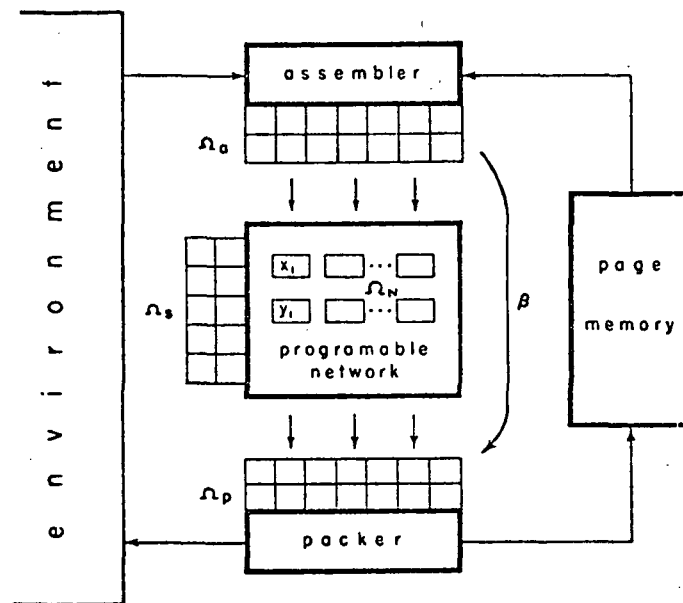 environment
assembler
Ωa
Ωs
x₁ ...
ΩN
y₁ ...
programable
network
β
page
memory
Ωp
packer